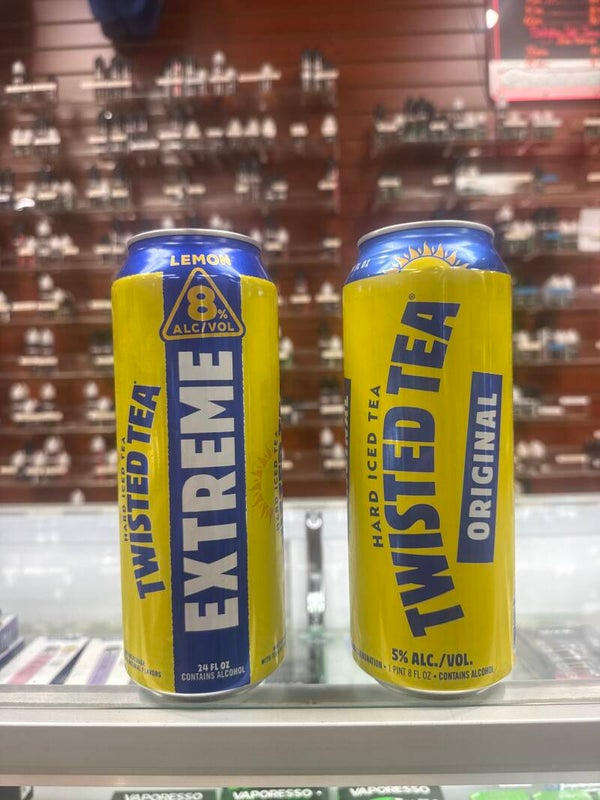 LEMON
8%
ALC/VOL
EXTREME
HARD ICED TEA
TWISTED TEA
24 FL OZ
CONTAINS ALCOHOL
HARD ICED TEA
TWISTED TEA®
ORIGINAL
5% ALC./VOL.
1 PINT 8 FL OZ • CONTAINS ALCOHOL
VAPORESSO
VAPORESSO
VAPORESSO